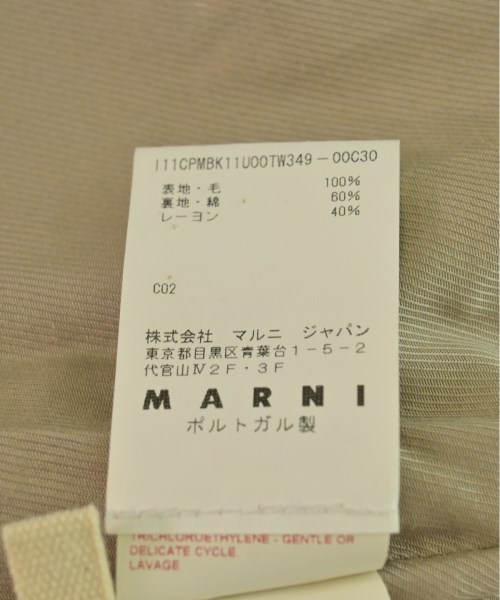 I11CPMBK11U00TW349-00C30
表地・毛 100%
裏地・綿 60%
レーヨン 40%
C02
株式会社 マルニ ジャパン
東京都目黒区青葉台1-5-2
代官山Ⅳ2F・3F
MARNI
ポルトガル製
TRICHLOROETHYLENE - GENTLE OR
DELICATE CYCLE.
LAVAGE